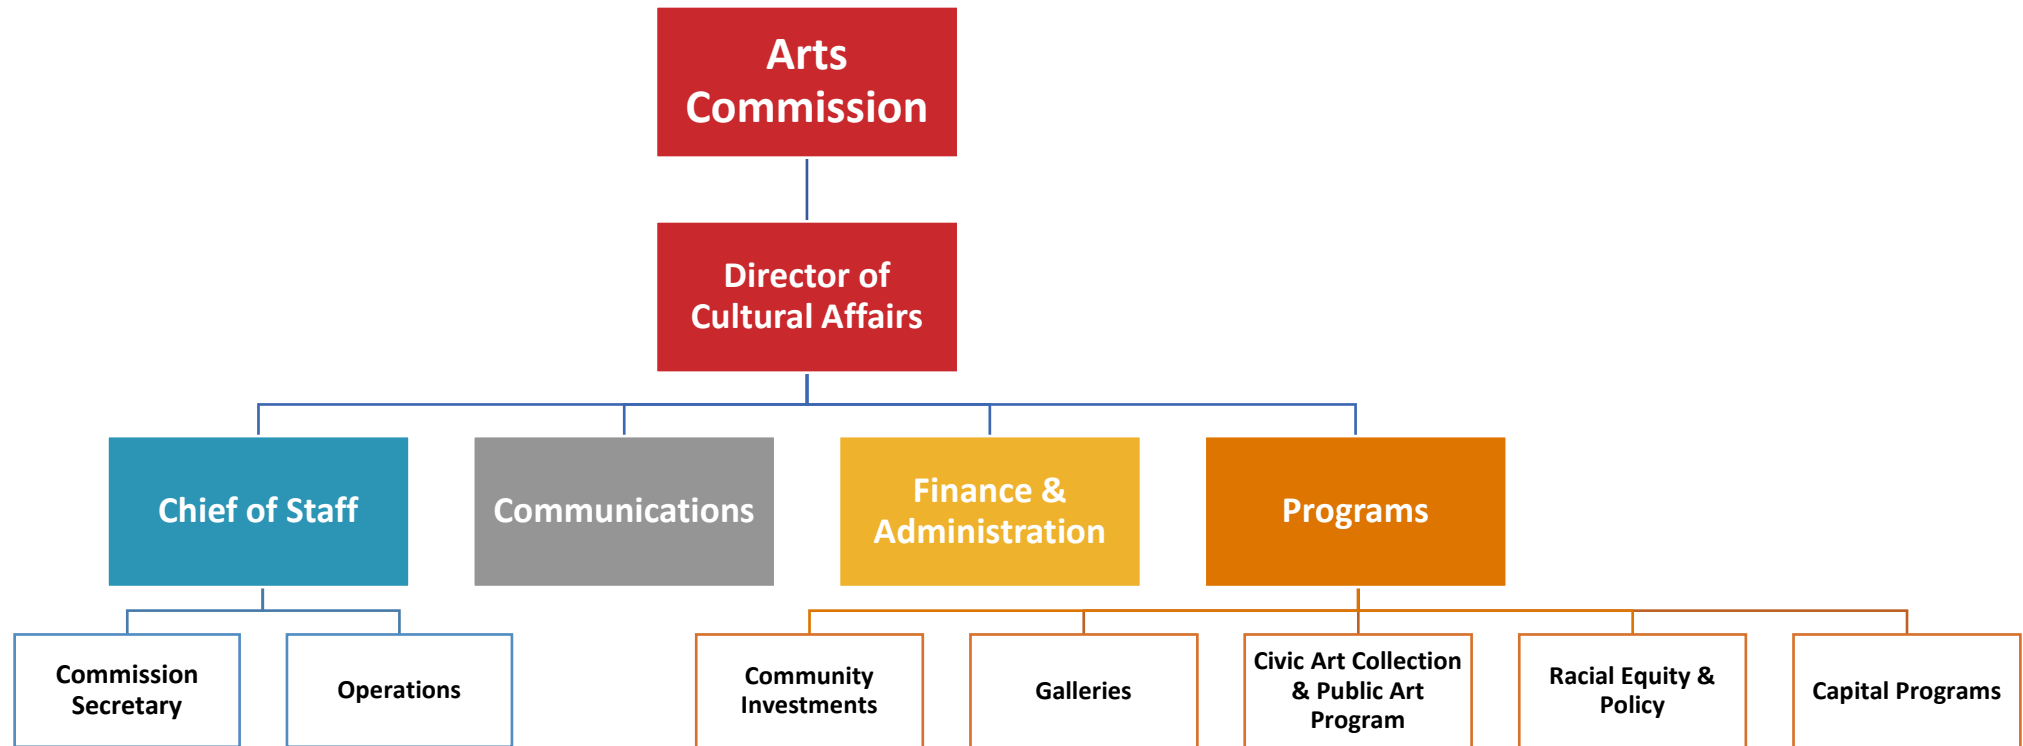 Arts
Commission
Director of
Cultural Affairs
Chief of Staff
Communications
Finance &
Administration
Programs
Commission
Secretary
Operations
Community
Investments
Galleries
Civic Art Collection
& Public Art
Program
Racial Equity &
Policy
Capital Programs